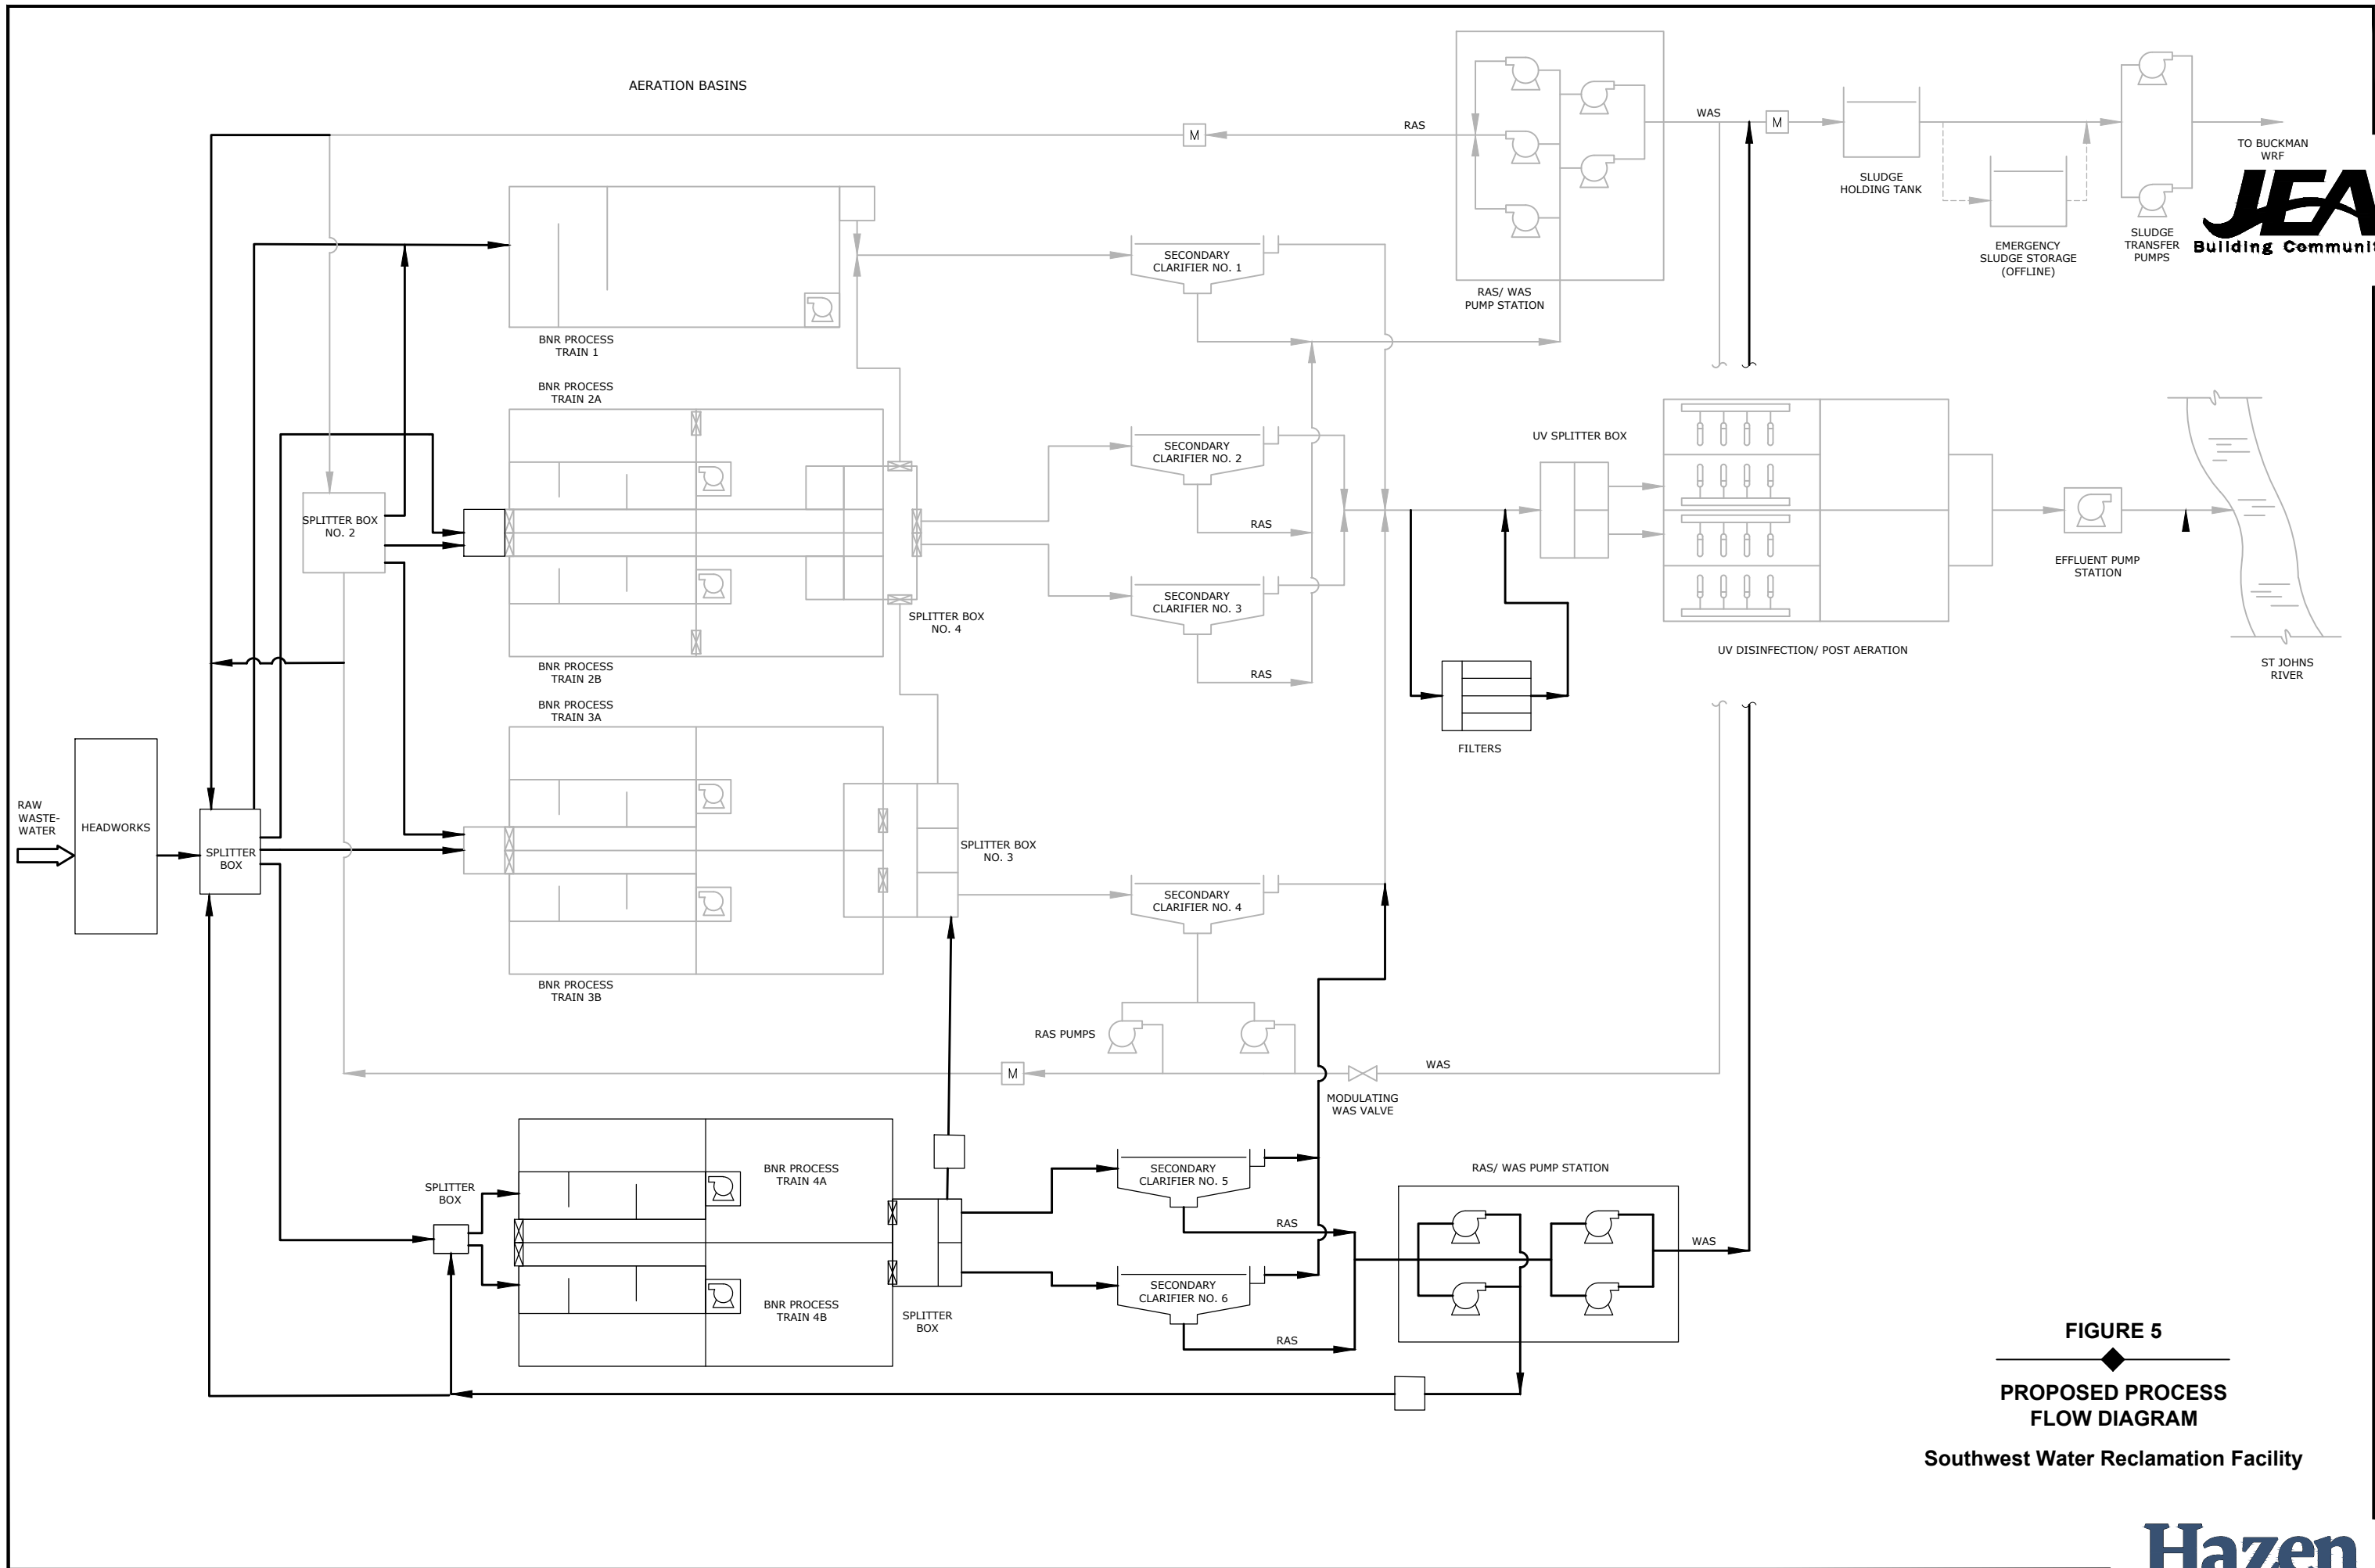 AERATION BASINS
RAS
M
WAS
M
SLUDGE
HOLDING TANK
EMERGENCY
SLUDGE STORAGE
(OFFLINE)
SLUDGE
TRANSFER
PUMPS
TO BUCKMAN
WRF
JEA
Building Communit
RAS/ WAS
PUMP STATION
BNR PROCESS
TRAIN 1
SECONDARY
CLARIFIER NO. 1
BNR PROCESS
TRAIN 2A
SPLITTER BOX
NO. 2
SECONDARY
CLARIFIER NO. 2
RAS
SECONDARY
CLARIFIER NO. 3
RAS
SPLITTER BOX
NO. 4
BNR PROCESS
TRAIN 2B
UV SPLITTER BOX
UV DISINFECTION/ POST AERATION
EFFLUENT PUMP
STATION
ST JOHNS
RIVER
FILTERS
BNR PROCESS
TRAIN 3A
RAW
WASTE-
WATER
HEADWORKS
SPLITTER
BOX
SPLITTER BOX
NO. 3
SECONDARY
CLARIFIER NO. 4
BNR PROCESS
TRAIN 3B
RAS PUMPS
M
WAS
MODULATING
WAS VALVE
SPLITTER
BOX
BNR PROCESS
TRAIN 4A
BNR PROCESS
TRAIN 4B
SPLITTER
BOX
SECONDARY
CLARIFIER NO. 5
RAS
SECONDARY
CLARIFIER NO. 6
RAS
RAS/ WAS PUMP STATION
WAS
FIGURE 5
PROPOSED PROCESS
FLOW DIAGRAM
Southwest Water Reclamation Facility
Hazen